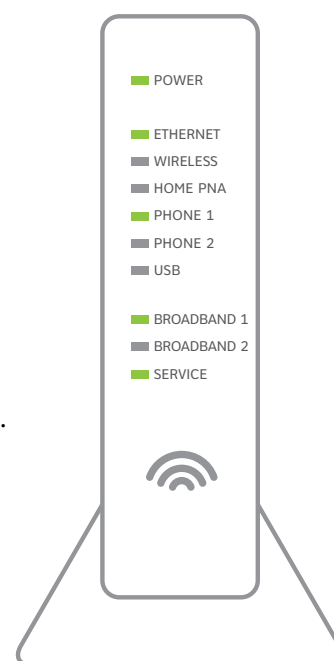 POWER
ETHERNET
WIRELESS
HOME PNA
PHONE 1
PHONE 2
USB
BROADBAND 1
BROADBAND 2
SERVICE
.